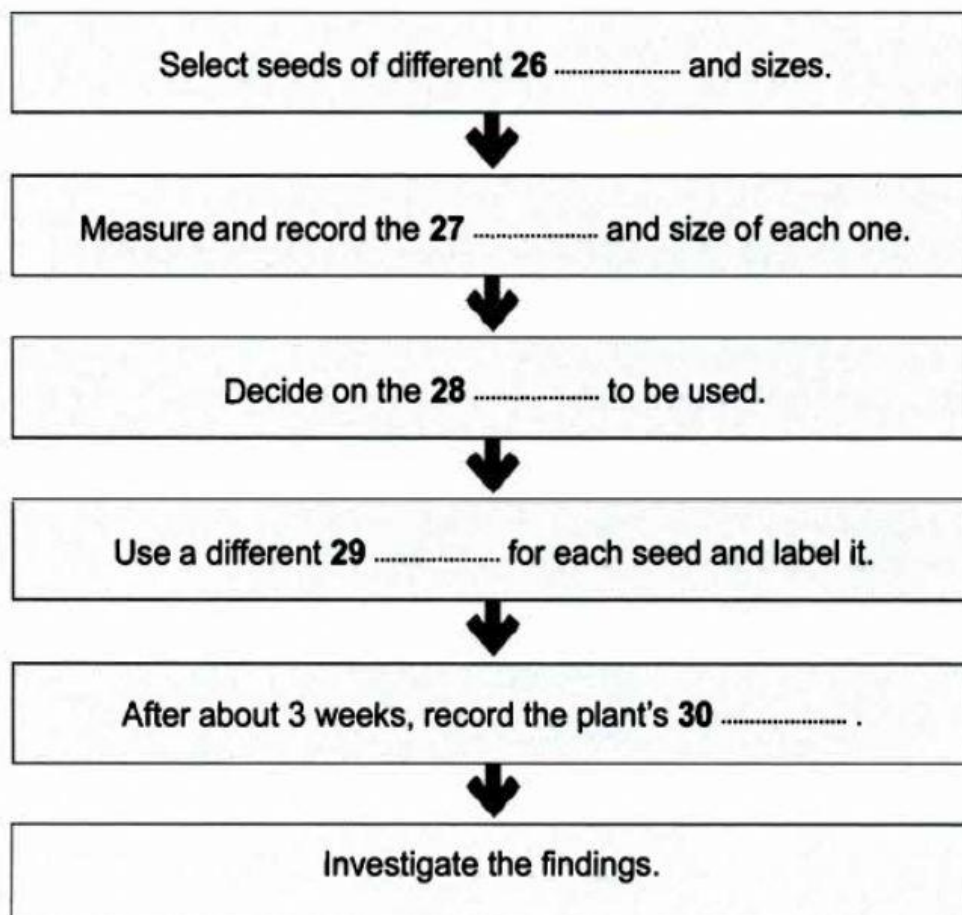 Select seeds of different 26 .................... and sizes.
Measure and record the 27 .................... and size of each one.
Decide on the 28 .................... to be used.
Use a different 29 .................... for each seed and label it.
After about 3 weeks, record the plant's 30 .................... .
Investigate the findings.